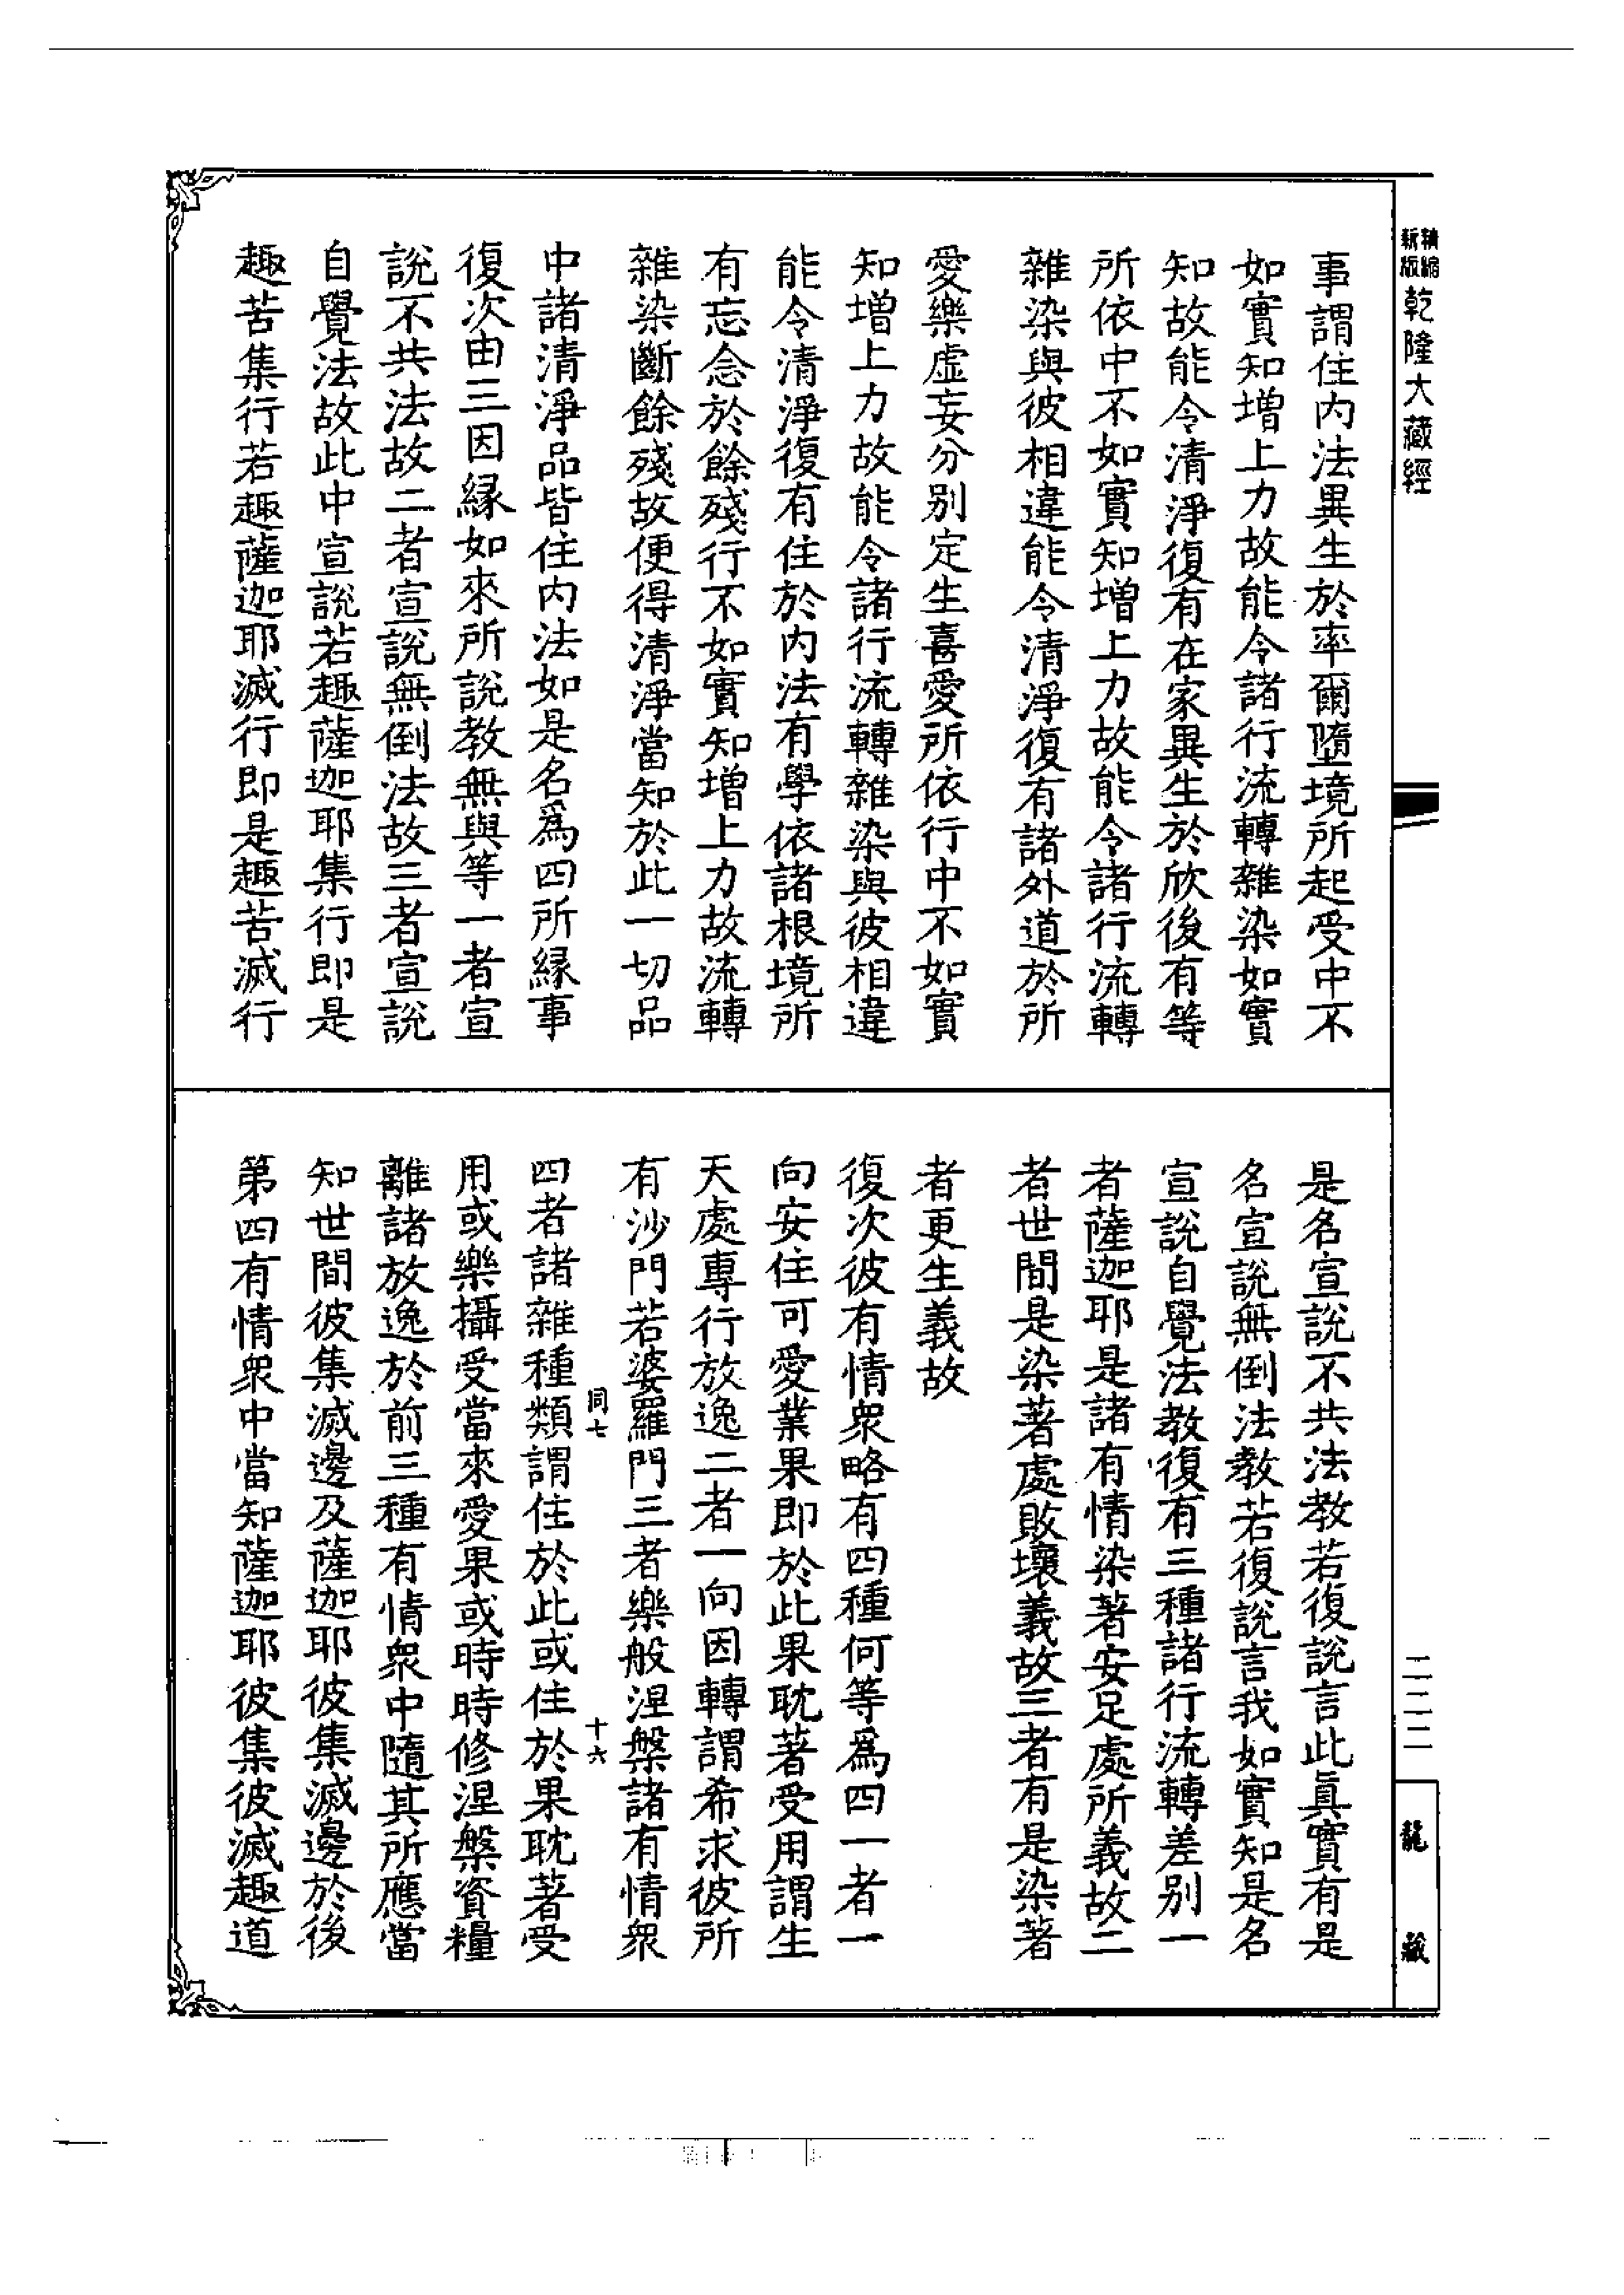 精縮
新版
乾隆大藏經
事謂住内法異生於率爾墮境所起受中不
如實知增上力故能令諸行流轉雜染如實
知故能令清淨復有在家異生於欣後有等
所依中不如實知增上力故能令諸行流轉
雜染與彼相違能令清淨復有諸外道於所
愛樂虛妄分別定生喜愛所依行中不如實
知增上力故能令諸行流轉雜染與彼相違
能令清淨復有住於内法有學依諸根境所
有忘念於餘殘行不如實知增上力故流轉
雜染斷餘殘故便得清淨當知於此一切品
中諸清淨品皆住内法如是名爲四所縁事
復次由三因縁如來所説教無與等一者宣
説不共法故二者宣説無倒法故三者宣説
自覺法故此中宣説若趣薩迦耶集行即是
趣苦集行若趣薩迦耶滅行即是趣苦滅行
是名宣説不共法教若復説言此眞實有是
名宣説無倒法教若復説言我如實知是名
宣説自覺法教復有三種諸行流轉差別一
者薩迦耶是諸有情染著安足處所義故二
者世間是染著處敗壞義故三者有是染著
者更生義故
復次彼有情衆略有四種何等爲四一者一
向安住可愛業果即於此果耽著受用謂生
天處專行放逸二者一向因轉謂希求彼所
有沙門若婆羅門三者樂般涅槃諸有情衆
同七
十六
四者諸雜種類謂住於此或住於果耽著受
用或樂攝受當來愛果或時時修涅槃資糧
離諸放逸於前三種有情衆中隨其所應當
知世間彼集滅邊及薩迦耶彼集滅邊於後
第四有情衆中當知薩迦耶彼集彼滅趣道
二二二
龍藏